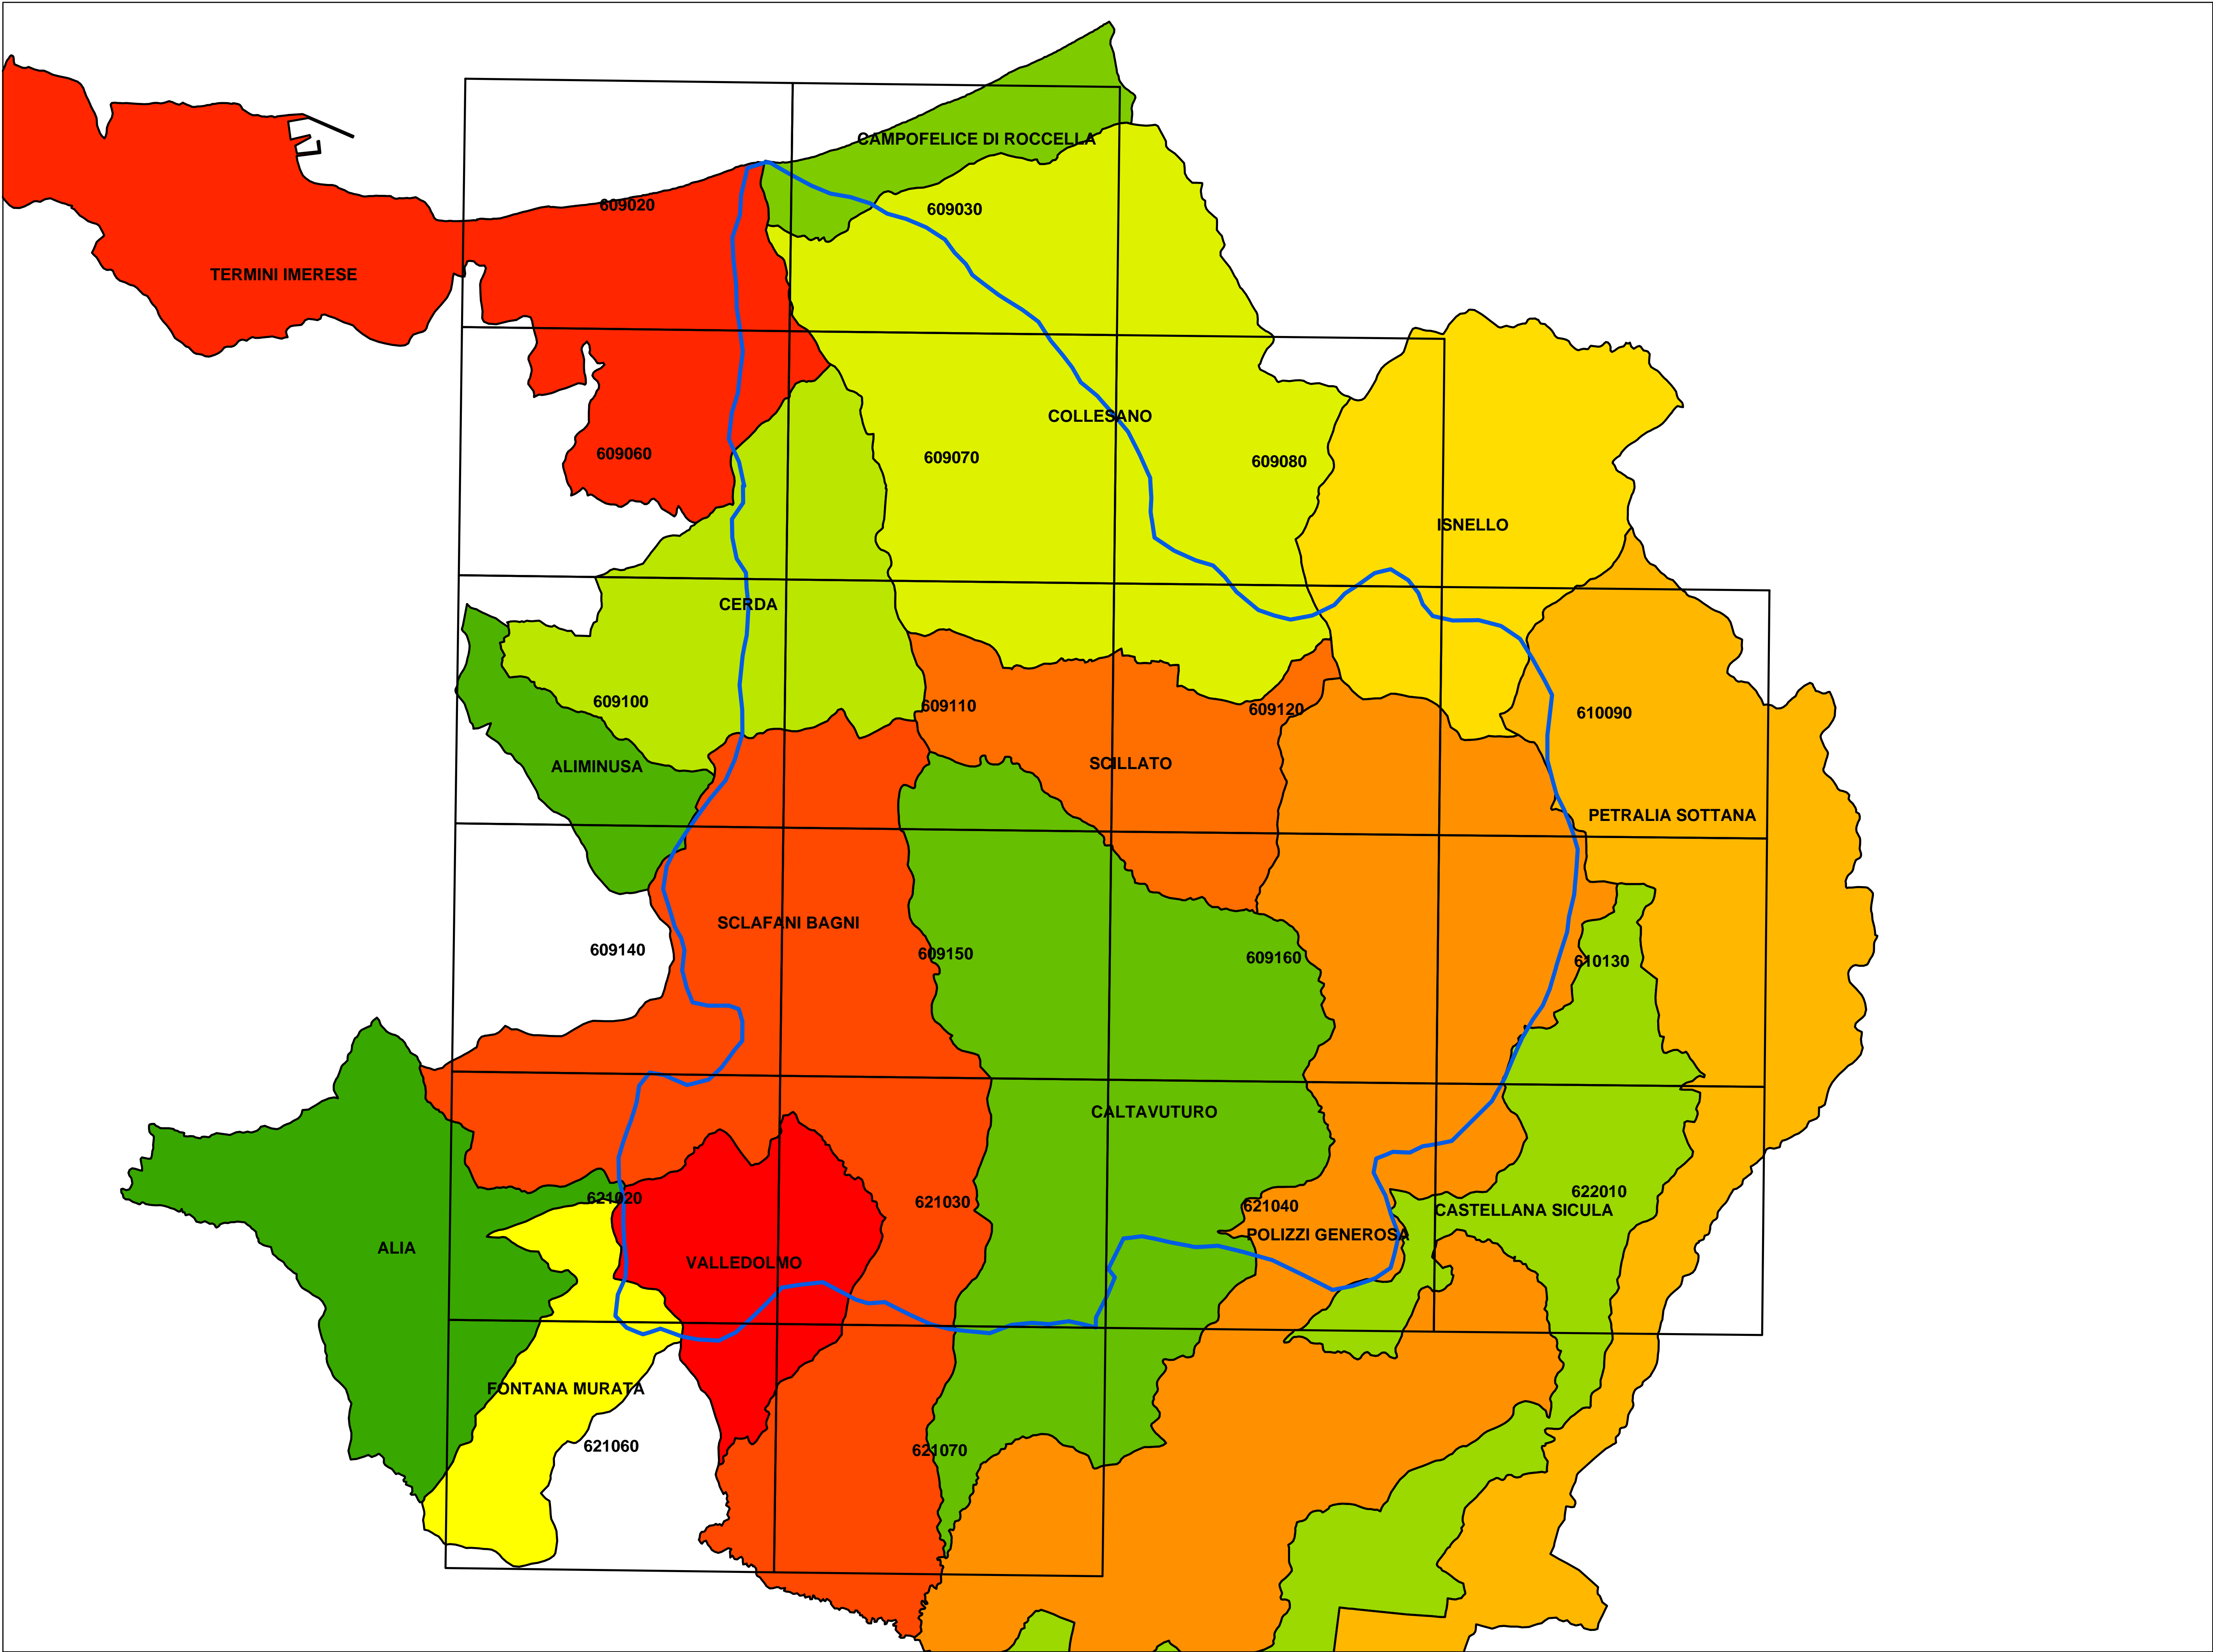 CAMPOFELICE DI ROCCELLA
609020
609030
TERMINI IMERESE
COLLESANO
609060
609070
609080
ISNELLO
CERDA
609100
609110
609120
610090
ALIMINUSA
SCILLATO
PETRALIA SOTTANA
SCLAFANI BAGNI
609140
609150
609160
610130
CALTAVUTURO
621020
621030
621040
622010
CASTELLANA SICULA
POLIZZI GENEROSA
ALIA
VALLEDOLMO
FONTANA MURATA
621060
621070